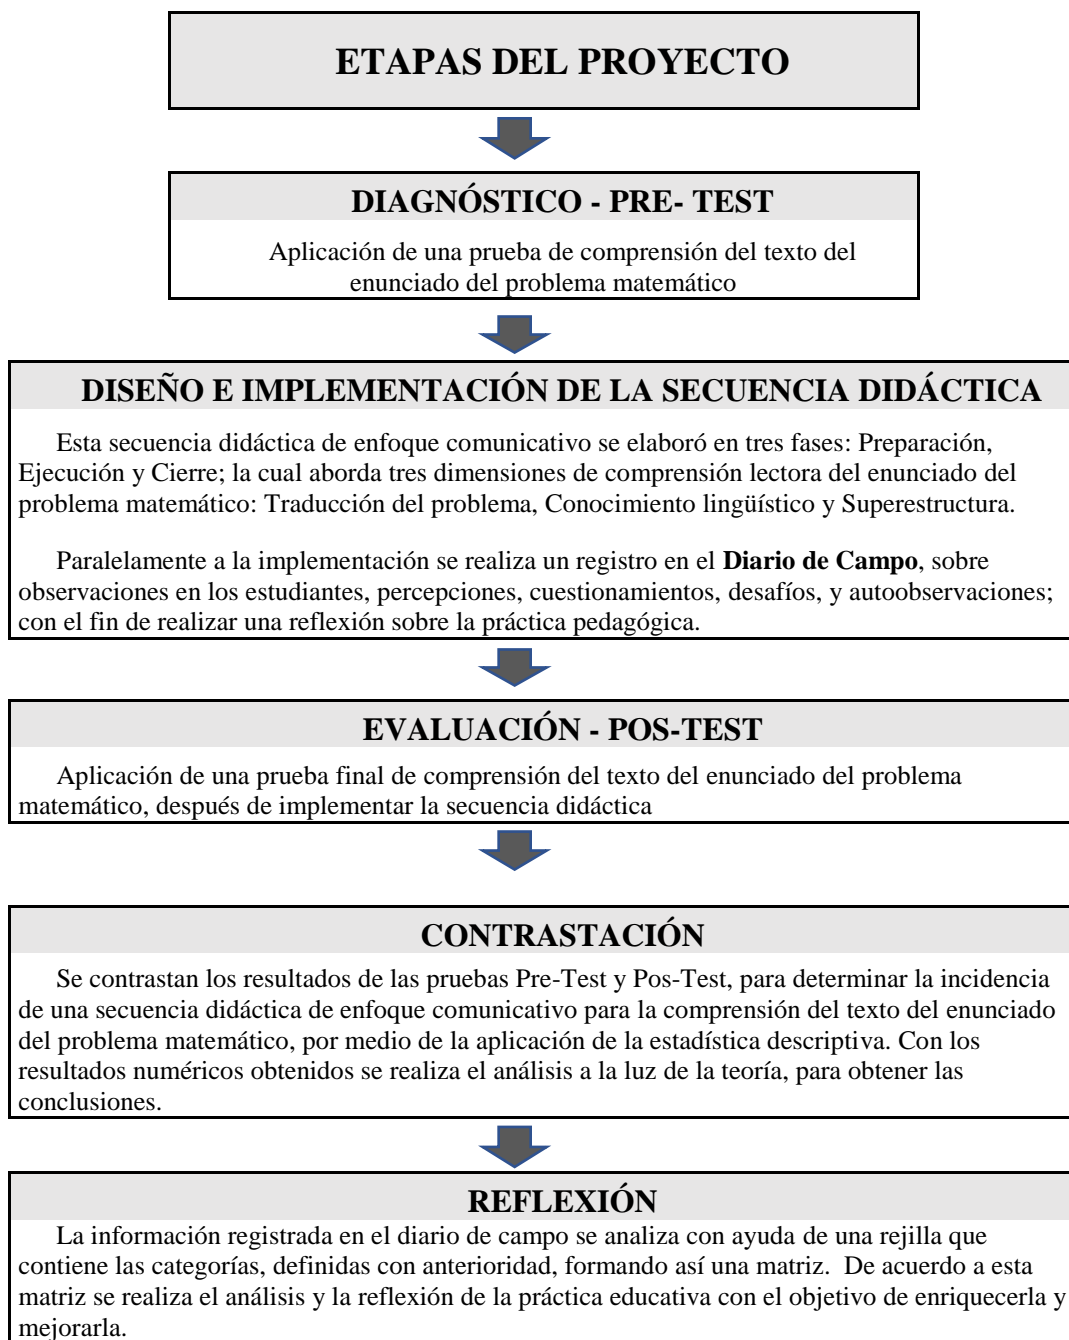 ETAPAS DEL PROYECTO
DIAGNÓSTICO - PRE- TEST
Aplicación de una prueba de comprensión del texto del
enunciado del problema matemático
DISEÑO E IMPLEMENTACIÓN DE LA SECUENCIA DIDÁCTICA
Esta secuencia didáctica de enfoque comunicativo se elaboró en tres fases: Preparación,
Ejecución y Cierre; la cual aborda tres dimensiones de comprensión lectora del enunciado del
problema matemático: Traducción del problema, Conocimiento lingüístico y Superestructura.
Paralelamente a la implementación se realiza un registro en el Diario de Campo, sobre
observaciones en los estudiantes, percepciones, cuestionamientos, desafíos, y autoobservaciones;
con el fin de realizar una reflexión sobre la práctica pedagógica.
EVALUACIÓN - POS-TEST
Aplicación de una prueba final de comprensión del texto del enunciado del problema
matemático, después de implementar la secuencia didáctica
CONTRASTACIÓN
Se contrastan los resultados de las pruebas Pre-Test y Pos-Test, para determinar la incidencia
de una secuencia didáctica de enfoque comunicativo para la comprensión del texto del enunciado
del problema matemático, por medio de la aplicación de la estadística descriptiva. Con los
resultados numéricos obtenidos se realiza el análisis a la luz de la teoría, para obtener las
conclusiones.
REFLEXIÓN
La información registrada en el diario de campo se analiza con ayuda de una rejilla que
contiene las categorías, definidas con anterioridad, formando así una matriz.  De acuerdo a esta
matriz se realiza el análisis y la reflexión de la práctica educativa con el objetivo de enriquecerla y
mejorarla.